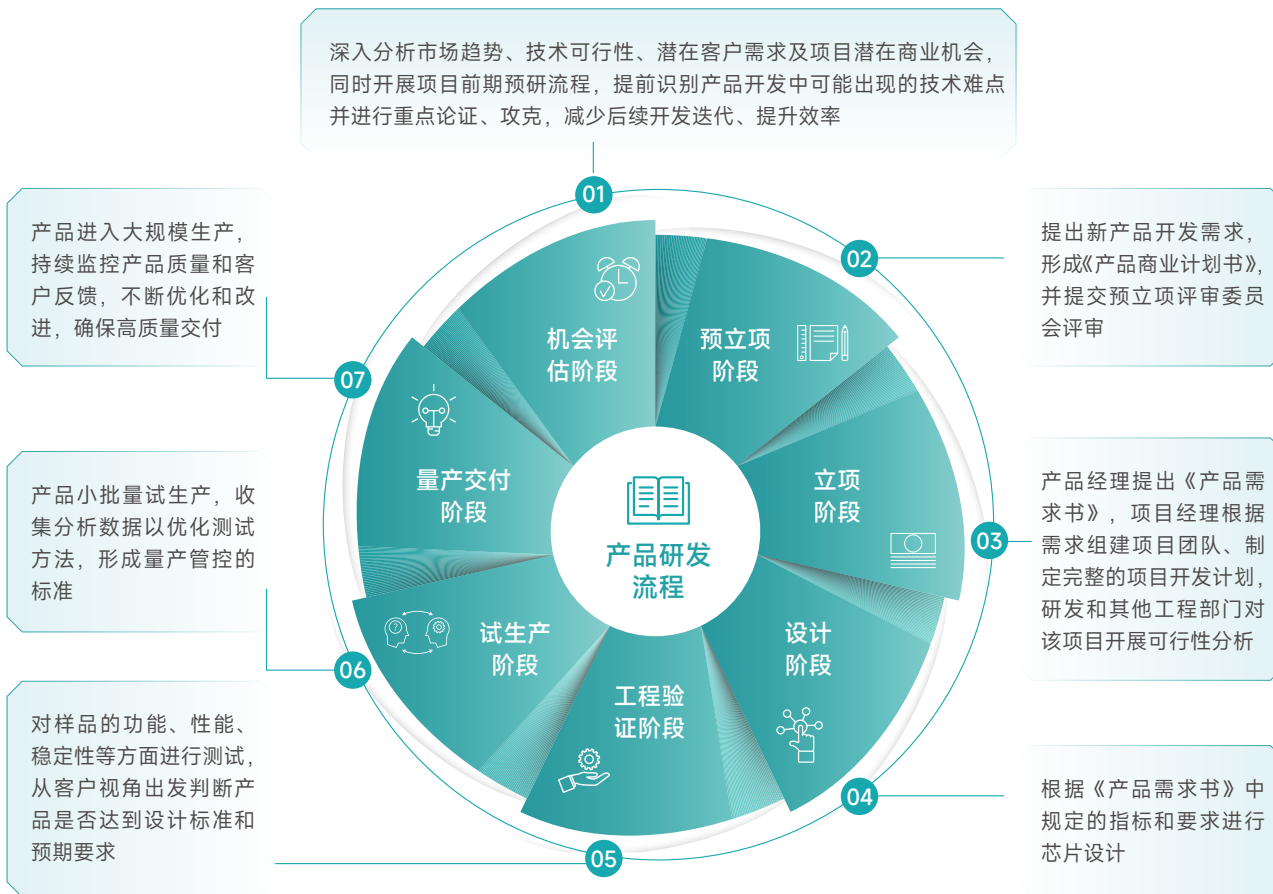 深入分析市场趋势、技术可行性、潜在客户需求及项目潜在商业机会，
同时开展项目前期预研流程，提前识别产品开发中可能出现的技术难点
并进行重点论证、攻克，减少后续开发迭代、提升效率
01
机会评
估阶段
02
预立项
阶段
提出新产品开发需求，
形成《产品商业计划书》，
并提交预立项评审委员
会评审
03
立项
阶段
产品经理提出《产品需
求书》，项目经理根据
需求组建项目团队、制
定完整的项目开发计划，
研发和其他工程部门对
该项目开展可行性分析
04
设计
阶段
根据《产品需求书》中
规定的指标和要求进行
芯片设计
05
工程验
证阶段
对样品的功能、性能、
稳定性等方面进行测试，
从客户视角出发判断产
品是否达到设计标准和
预期要求
06
试生产
阶段
产品小批量试生产，收
集分析数据以优化测试
方法，形成量产管控的
标准
07
量产交付
阶段
产品进入大规模生产，
持续监控产品质量和客
户反馈，不断优化和改
进，确保高质量交付
产品研发
流程
?